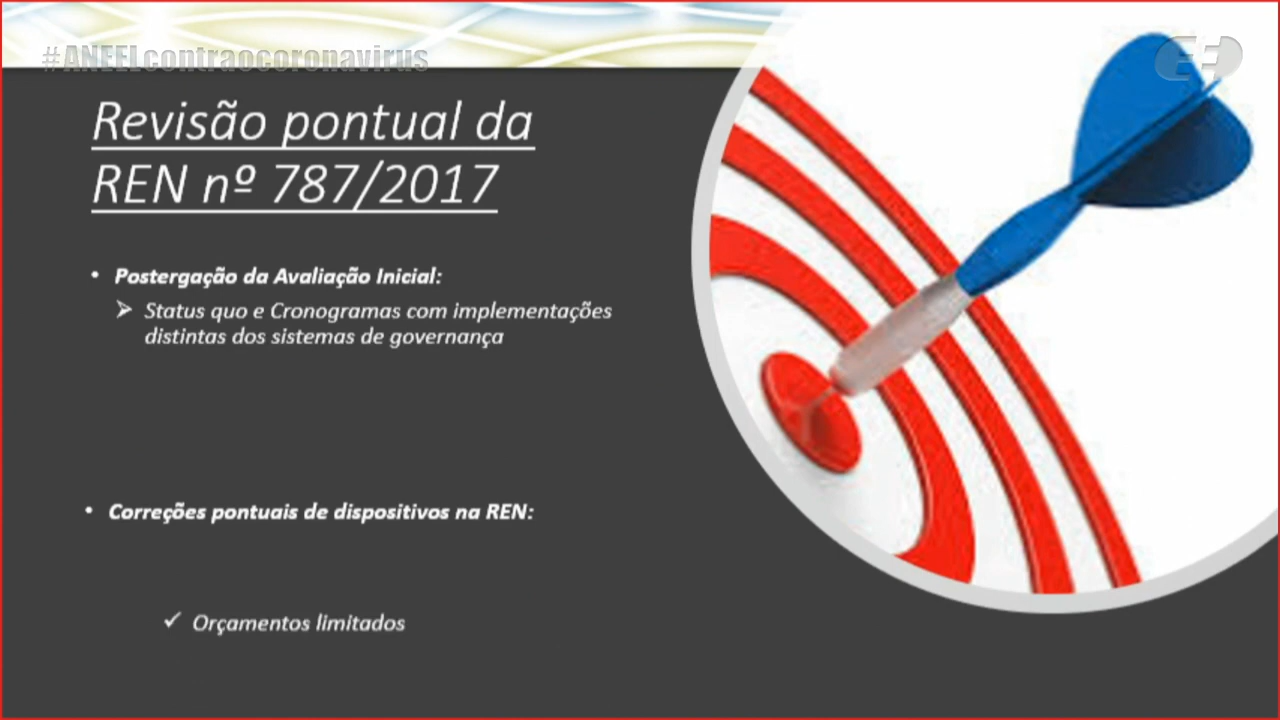 #ANEELcontraocoronavirus
Revisão pontual da
REN nº 787/2017
• Postergação da Avaliação Inicial:
➢ Status quo e Cronogramas com implementações
distintas dos sistemas de governança
• Correções pontuais de dispositivos na REN:
✓ Orçamentos limitados